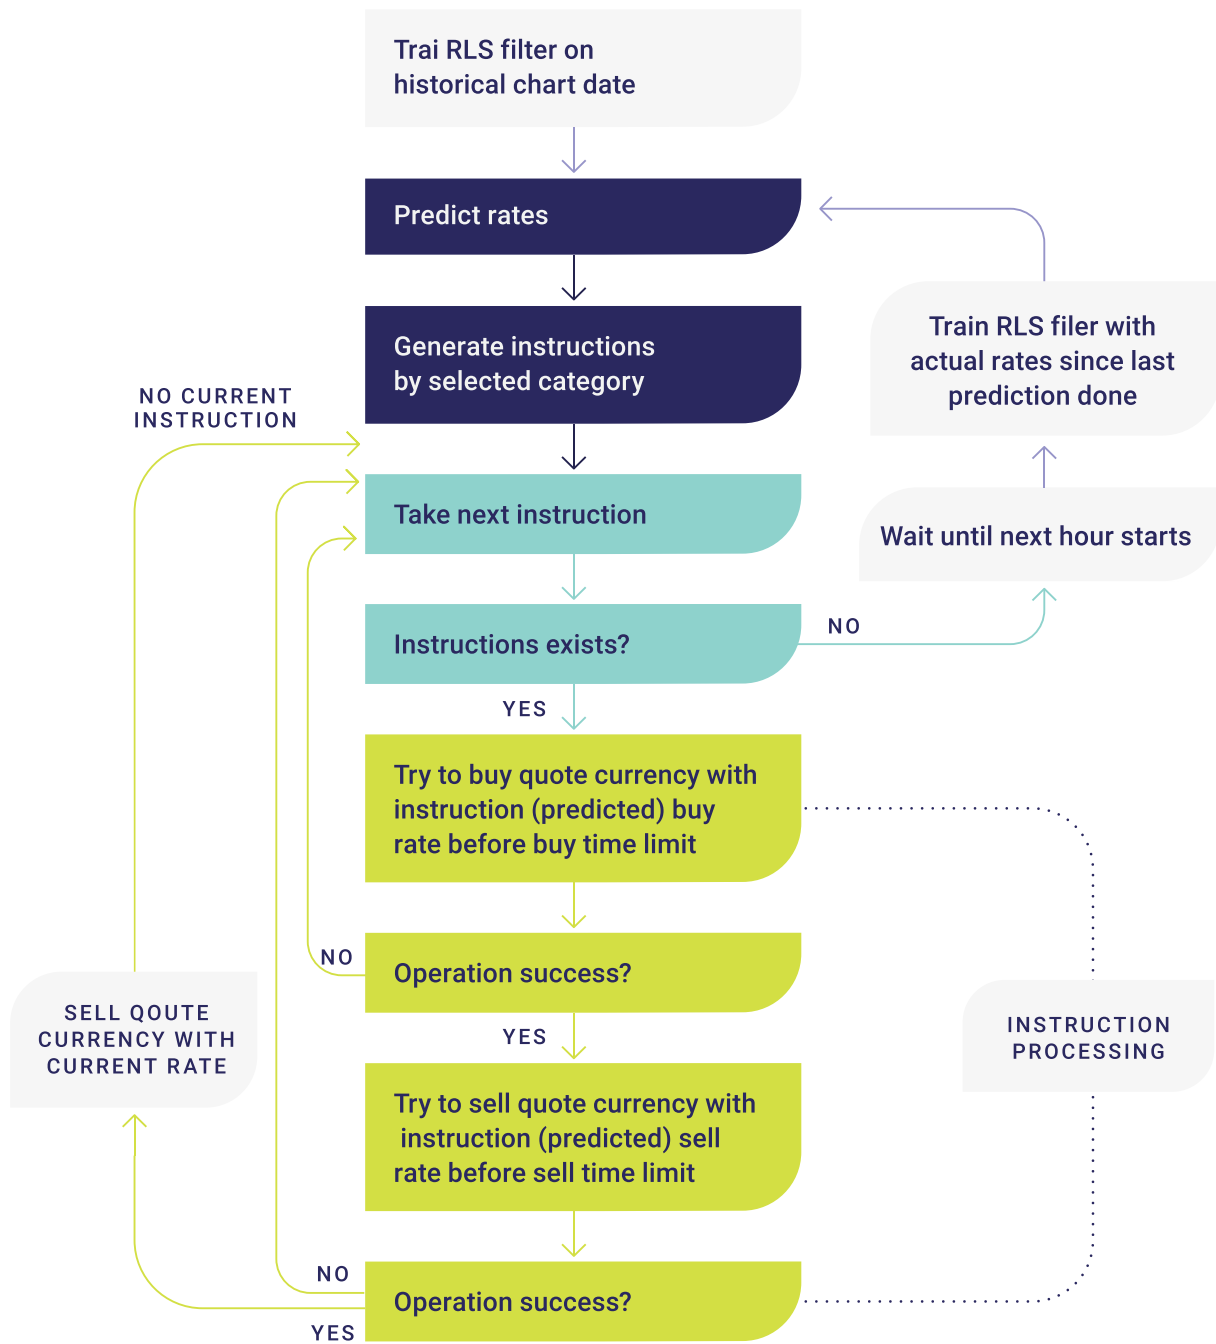 Trai RLS filter on
historical chart date
Predict rates
Generate instructions
by selected category
Train RLS filer with
actual rates since last
prediction done
NO CURRENT
INSTRUCTION
Take next instruction
Wait until next hour starts
Instructions exists?
NO
YES
Try to buy quote currency with
instruction (predicted) buy
rate before buy time limit
NO
Operation success?
YES
SELL QOUTE
CURRENCY WITH
CURRENT RATE
INSTRUCTION
PROCESSING
Try to sell quote currency with
instruction (predicted) sell
rate before sell time limit
NO
Operation success?
YES